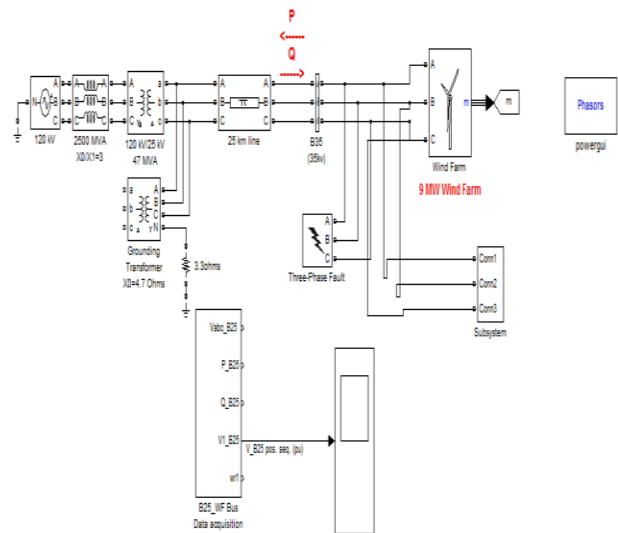 P
<------
Q
------>
N
A
B
C
120 kV
A
B
C
A
B
C
2500 MVA
X0/X1=3
A
B
C
a
b
c
120 kV/25 kV
47 MVA
A
B
C
A
B
C
25 km line
B35
(35kv)
A
B
C
m
Wind Farm
9 MW Wind Farm
m
Phasors
powergui
a
b
c
A
B
C
N
Grounding
Transformer
X0=4.7 Ohms
3.3ohms
A
B
C
Three-Phase Fault
Conn1
Conn2
Conn3
Subsystem
Vabc_B25
P_B25
Q_B25
V1_B25
wr1
V_B25 pos. seq. (pu)
B25_WF Bus
Data acquisition